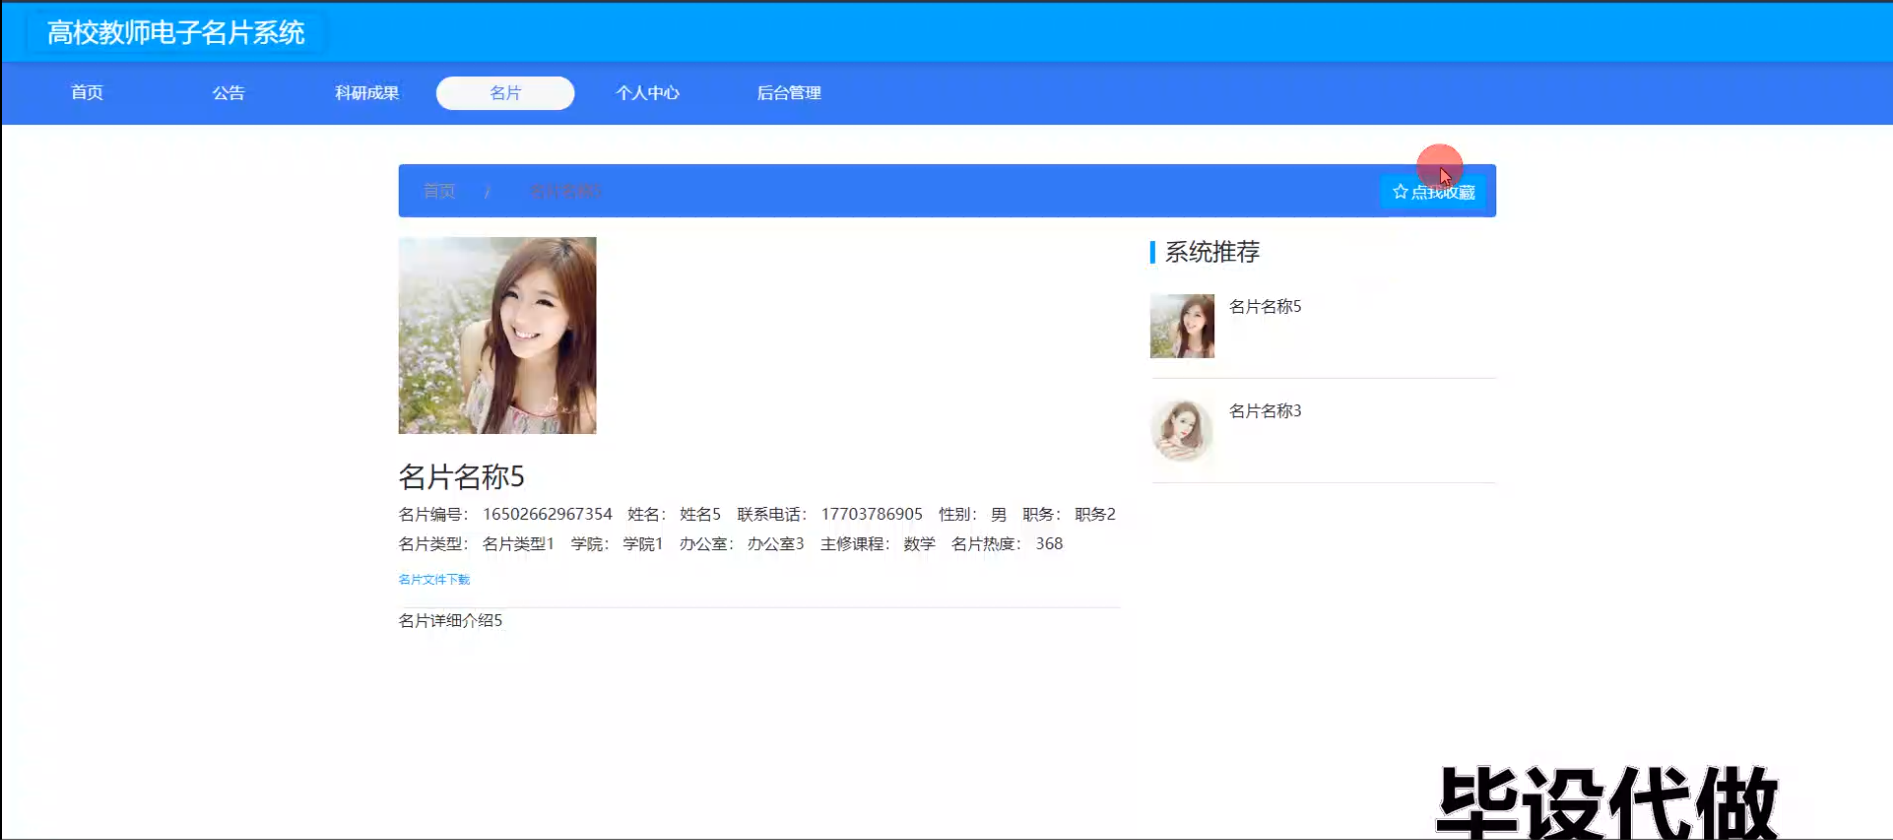 高校教师电子名片系统
首页 公告 科研成果 名片 个人中心 后台管理
首页 / 名片名称5 ☆点我收藏
系统推荐
名片名称5
名片名称3
名片名称5
名片编号： 16502662967354 姓名： 姓名5 联系电话： 17703786905 性别： 男 职务： 职务2
名片类型： 名片类型1 学院： 学院1 办公室： 办公室3 主修课程： 数学 名片热度： 368
名片文件下载
名片详细介绍5
毕设代做